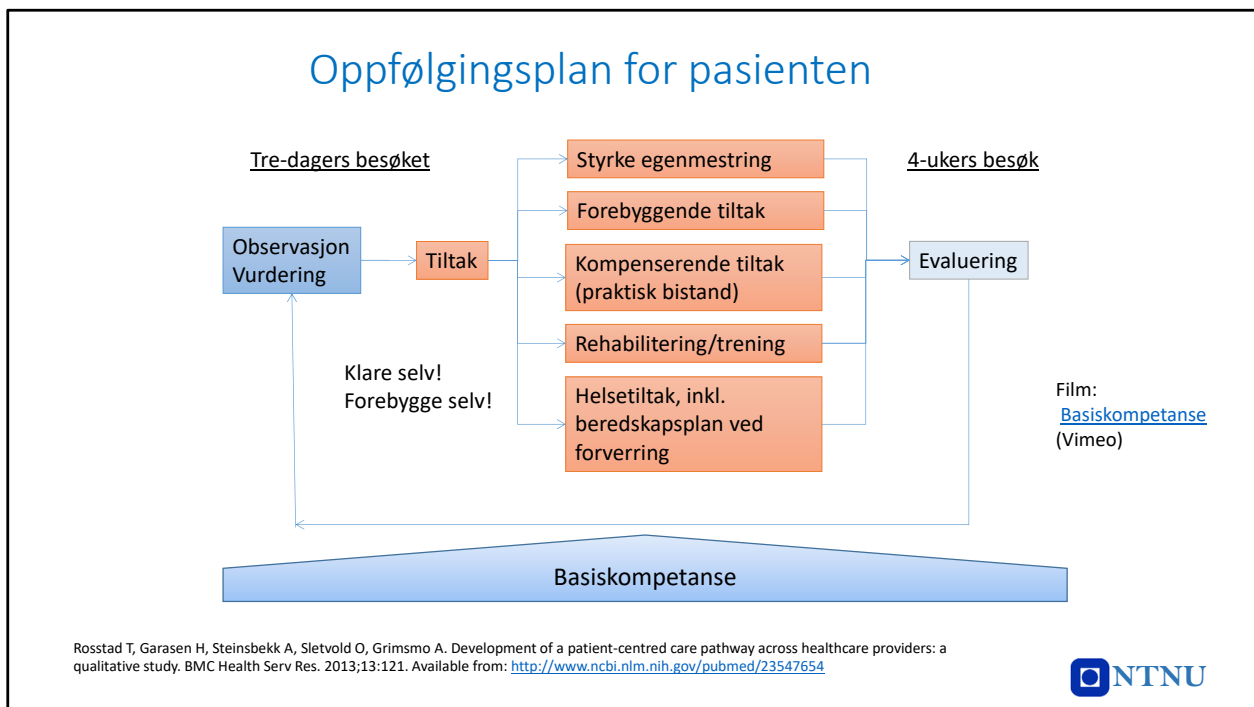 Oppfølgingsplan for pasienten
Tre-dagers besøket
4-ukers besøk
Observasjon
Vurdering
Tiltak
Styrke egenmestring
Forebyggende tiltak
Kompenserende tiltak
(praktisk bistand)
Rehabilitering/trening
Helsetiltak, inkl.
beredskapsplan ved
forverring
Evaluering
Klare selv!
Forebygge selv!
Film:
Basiskompetanse
(Vimeo)
Basiskompetanse
Rosstad T, Garasen H, Steinsbekk A, Sletvold O, Grimsmo A. Development of a patient-centred care pathway across healthcare providers: a
qualitative study. BMC Health Serv Res. 2013;13:121. Available from: http://www.ncbi.nlm.nih.gov/pubmed/23547654
NTNU